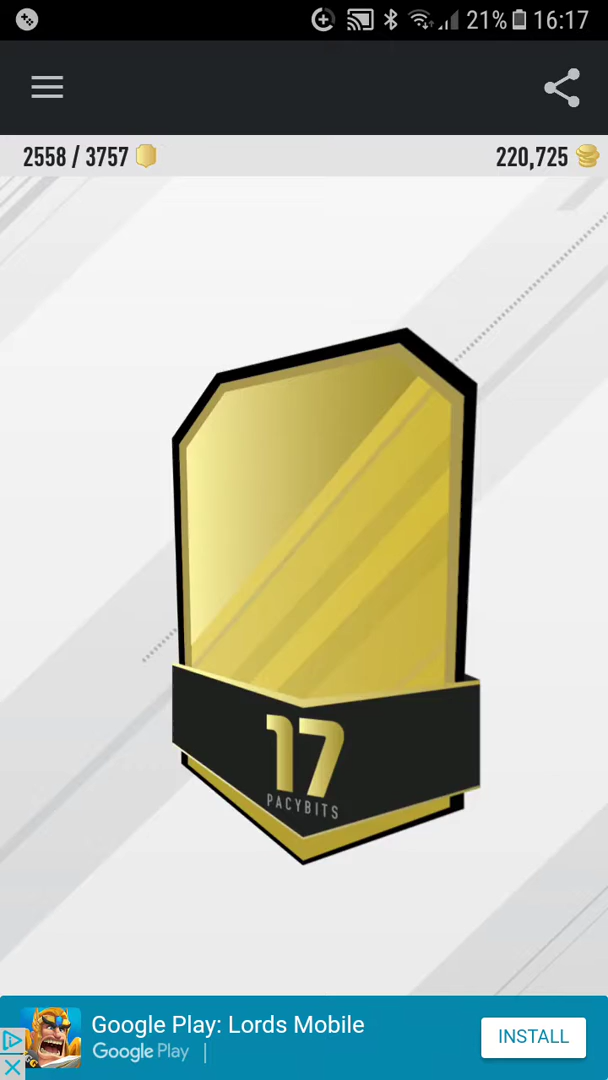 21% 16:17
2558 / 3757
220,725
17
PACYBITS
Google Play: Lords Mobile
Google Play
INSTALL